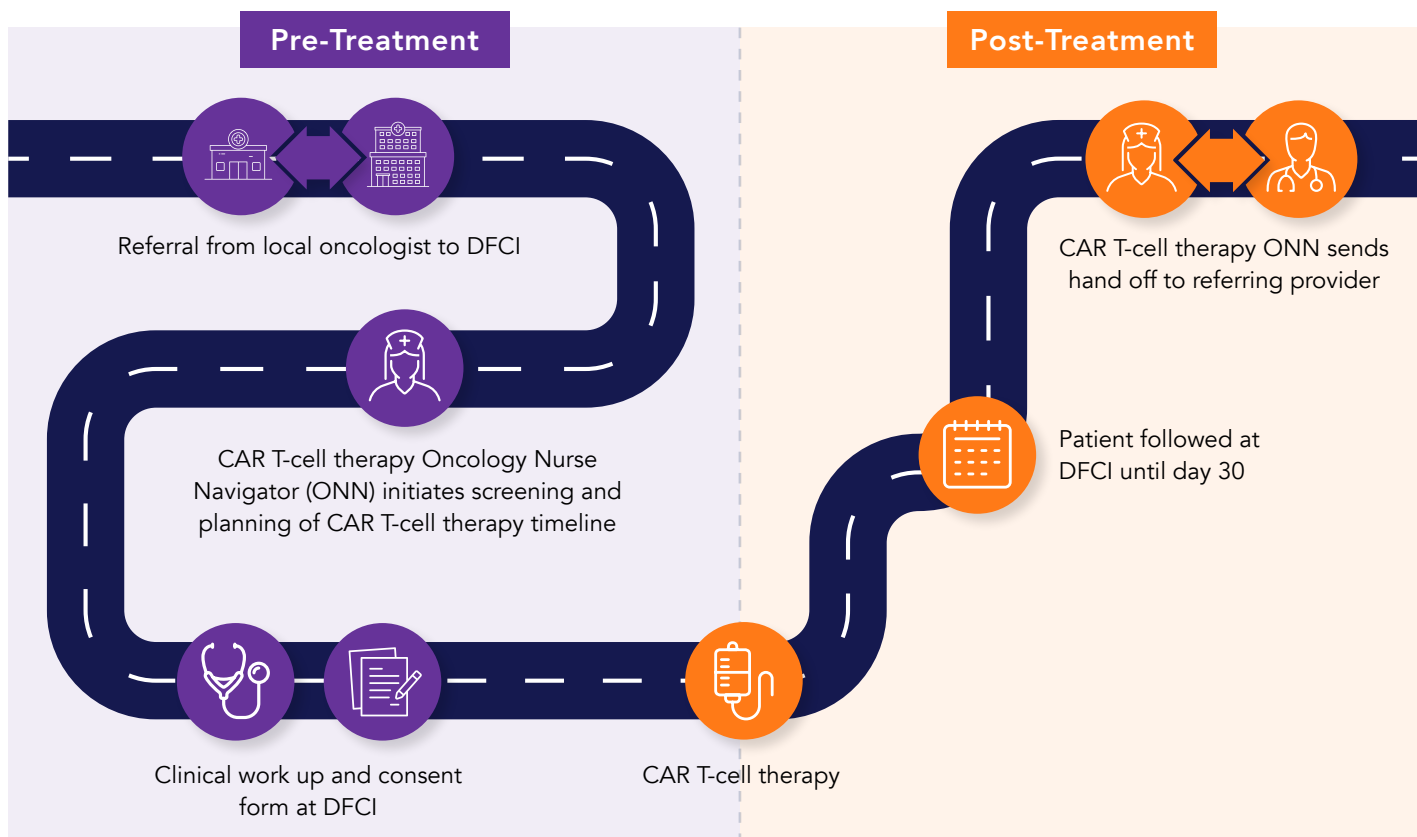 Pre-Treatment
Referral from local oncologist to DFCI
CAR T-cell therapy Oncology Nurse
Navigator (ONN) initiates screening and
planning of CAR T-cell therapy timeline
Clinical work up and consent
form at DFCI
CAR T-cell therapy
Post-Treatment
Patient followed at
DFCI until day 30
CAR T-cell therapy ONN sends
hand off to referring provider